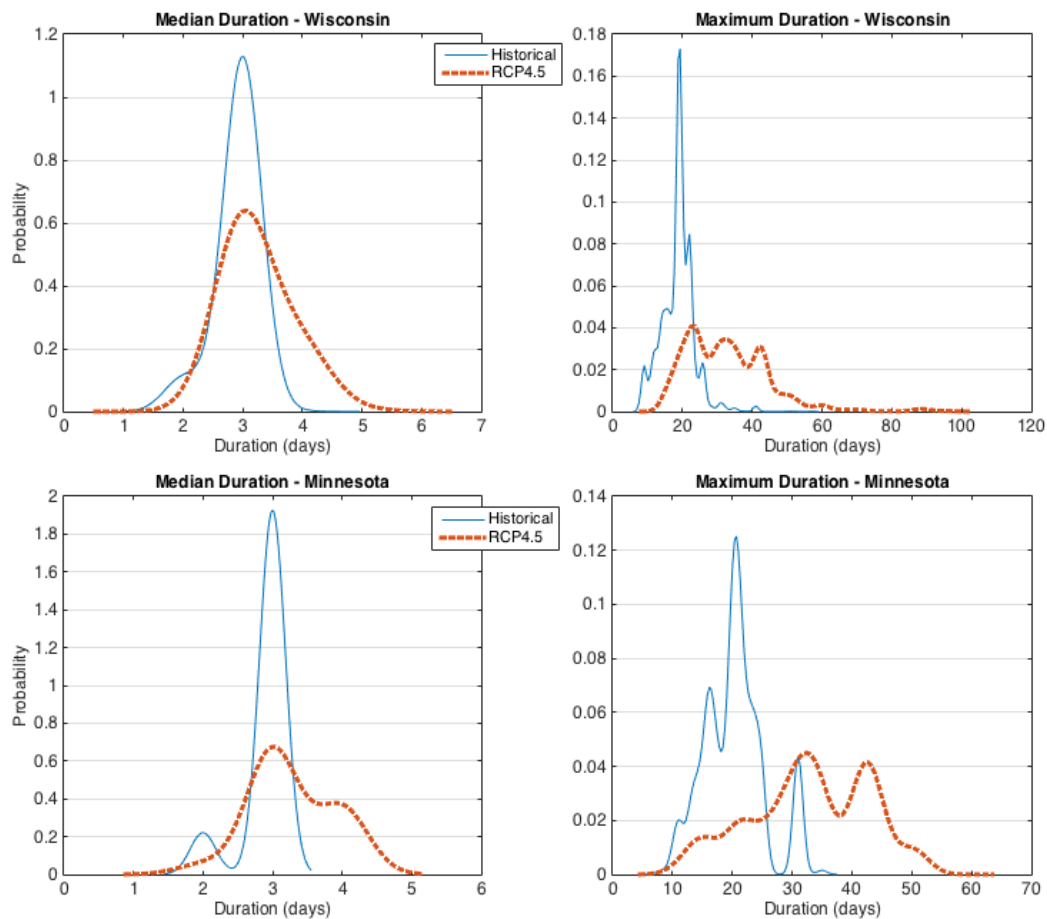 Median Duration - Wisconsin
1.2
1
0.8
0.6
0.4
0.2
0
Probability
0 1 2 3 4 5 6 7
Duration (days)
Historical
RCP4.5
Maximum Duration - Wisconsin
0.18
0.16
0.14
0.12
0.1
0.08
0.06
0.04
0.02
0
0 20 40 60 80 100 120
Duration (days)
Median Duration - Minnesota
2
1.8
1.6
1.4
1.2
1
0.8
0.6
0.4
0.2
0
Probability
0 1 2 3 4 5 6
Duration (days)
Historical
RCP4.5
Maximum Duration - Minnesota
0.14
0.12
0.1
0.08
0.06
0.04
0.02
0
0 10 20 30 40 50 60 70
Duration (days)